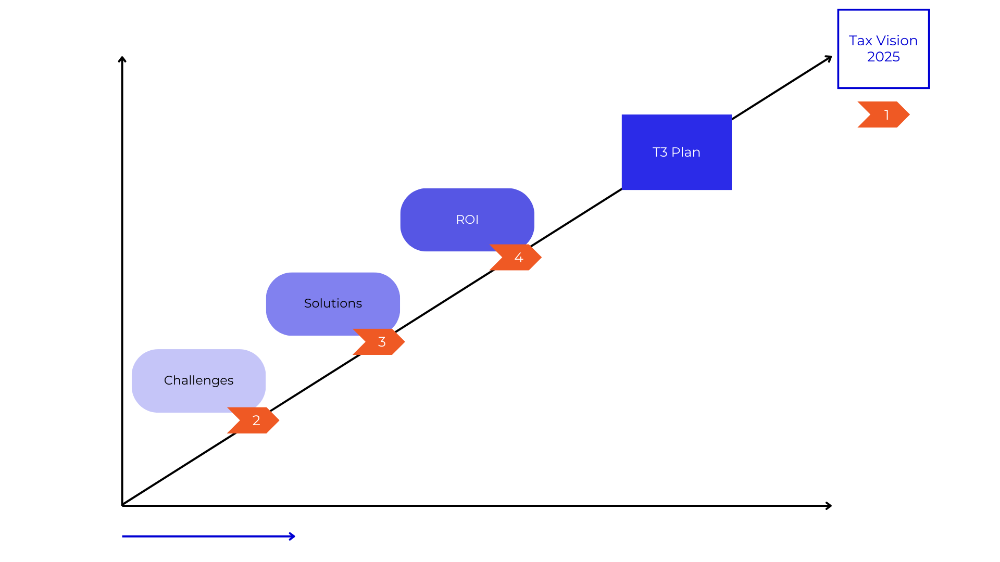 Tax Vision
2025
1
T3 Plan
ROI
4
Solutions
3
Challenges
2